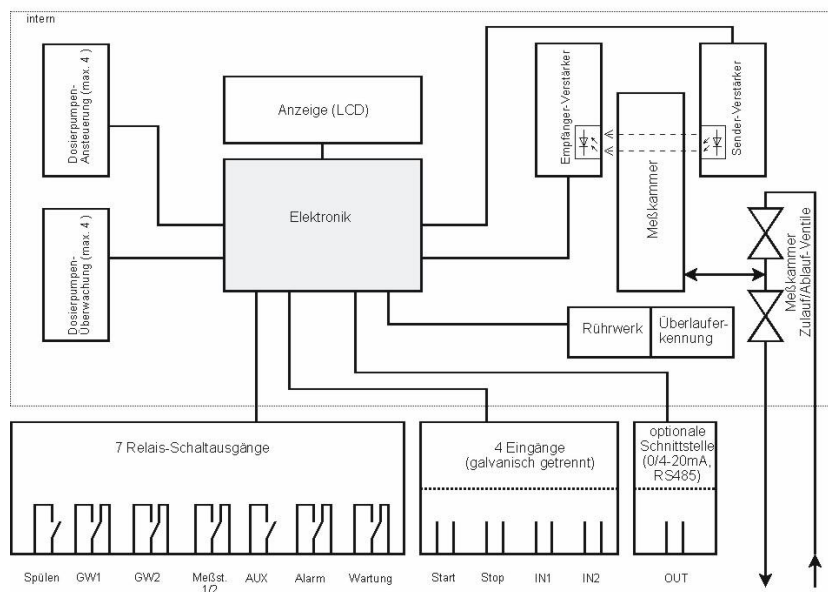 intern
Dosierpumpen-
Ansteuerung (max. 4 )
Anzeige (LCD)
Empfänger-Verstärker
Sender-Verstärker
Meßkammer
Elektronik
Dosierpumpen-
Überwachung (max. 4 )
Meßkammer
Zulauf/Ablauf-Ventile
Rührwerk
Überlaufer-
kennung
7 Relais-Schaltausgänge
4 Eingänge
(galvanisch getrennt)
optionale
Schnittstelle
(0/4-20mA,
RS485)
Spülen GW1 GW2 Meßst. AUX Alarm Wartung Start Stop IN1 IN2 OUT
1/2